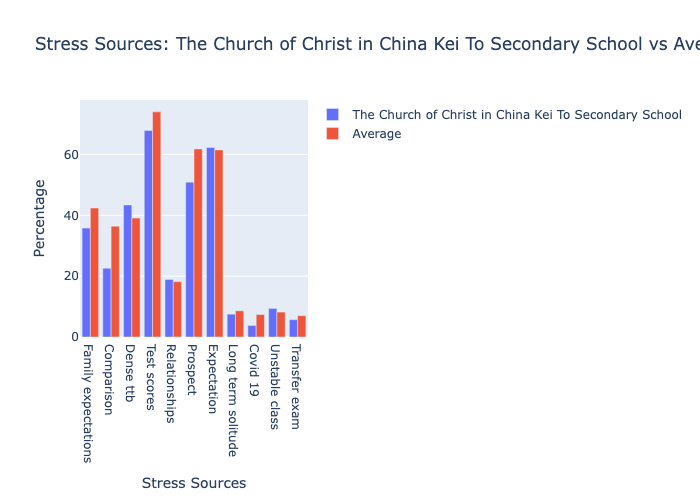 Stress Sources: The Church of Christ in China Kei To Secondary School vs Ave
The Church of Christ in China Kei To Secondary School
Average
Percentage
60
40
20
0
Family expectations
Comparison
Dense ttb
Test scores
Relationships
Prospect
Expectation
Long term solitude
Covid 19
Unstable class
Transfer exam
Stress Sources